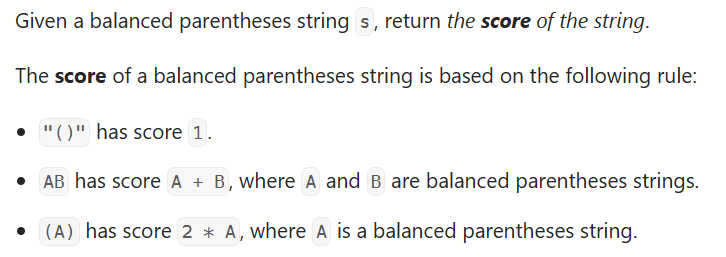 Given a balanced parentheses string s, return the score of the string.
The score of a balanced parentheses string is based on the following rule:
• "()" has score 1.
• AB has score A + B, where A and B are balanced parentheses strings.
• (A) has score 2 * A, where A is a balanced parentheses string.